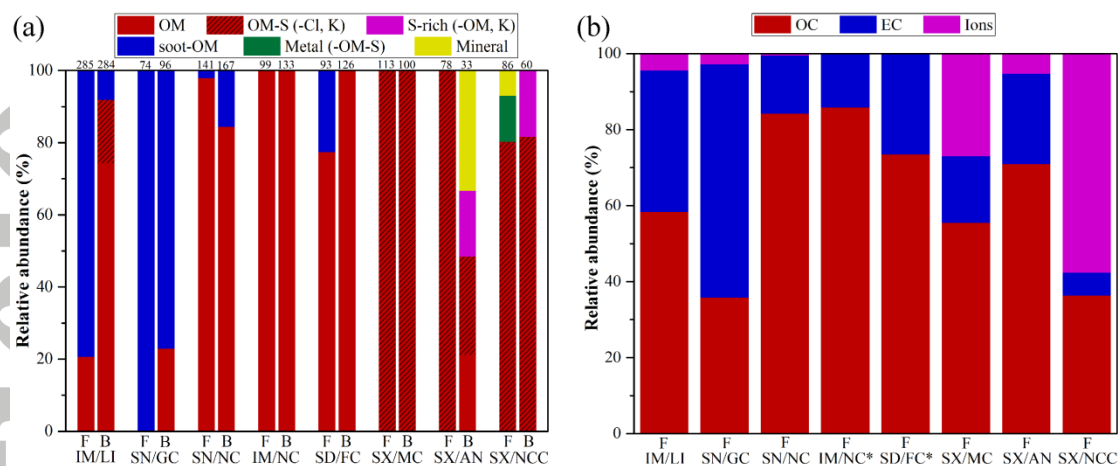 (a)
OM OM-S (-Cl, K) S-rich (-OM, K)
soot-OM Metal (-OM-S) Mineral
285 284 74 96 141 167 99 133 93 126 113 100 78 33 86 60
100
80
60
40
20
0
Relative abundance (%)
F B F B F B F B F B F B F B F B
IM/LI SN/GC SN/NC IM/NC SD/FC SX/MC SX/AN SX/NCC
(b)
OC EC Ions
100
80
60
40
20
0
Relative abundance (%)
F F F F F F F F
IM/LI SN/GC SN/NC IM/NC* SD/FC* SX/MC SX/AN SX/NCC